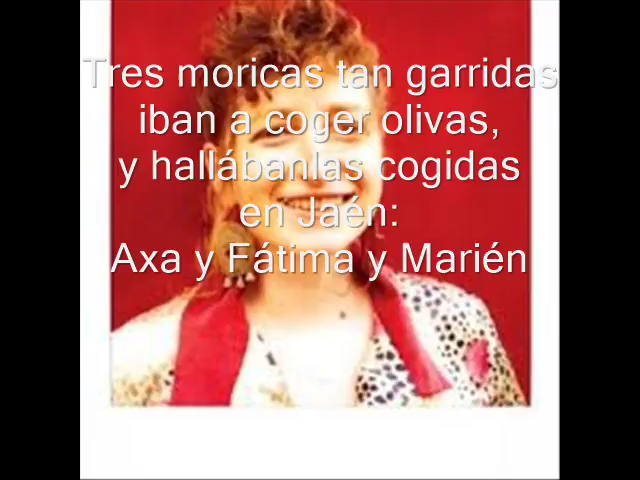 Tres moricas tan garridas
iban a coger olivas,
y hallábanlas cogidas
en Jaén:
Axa y Fátima y Marién